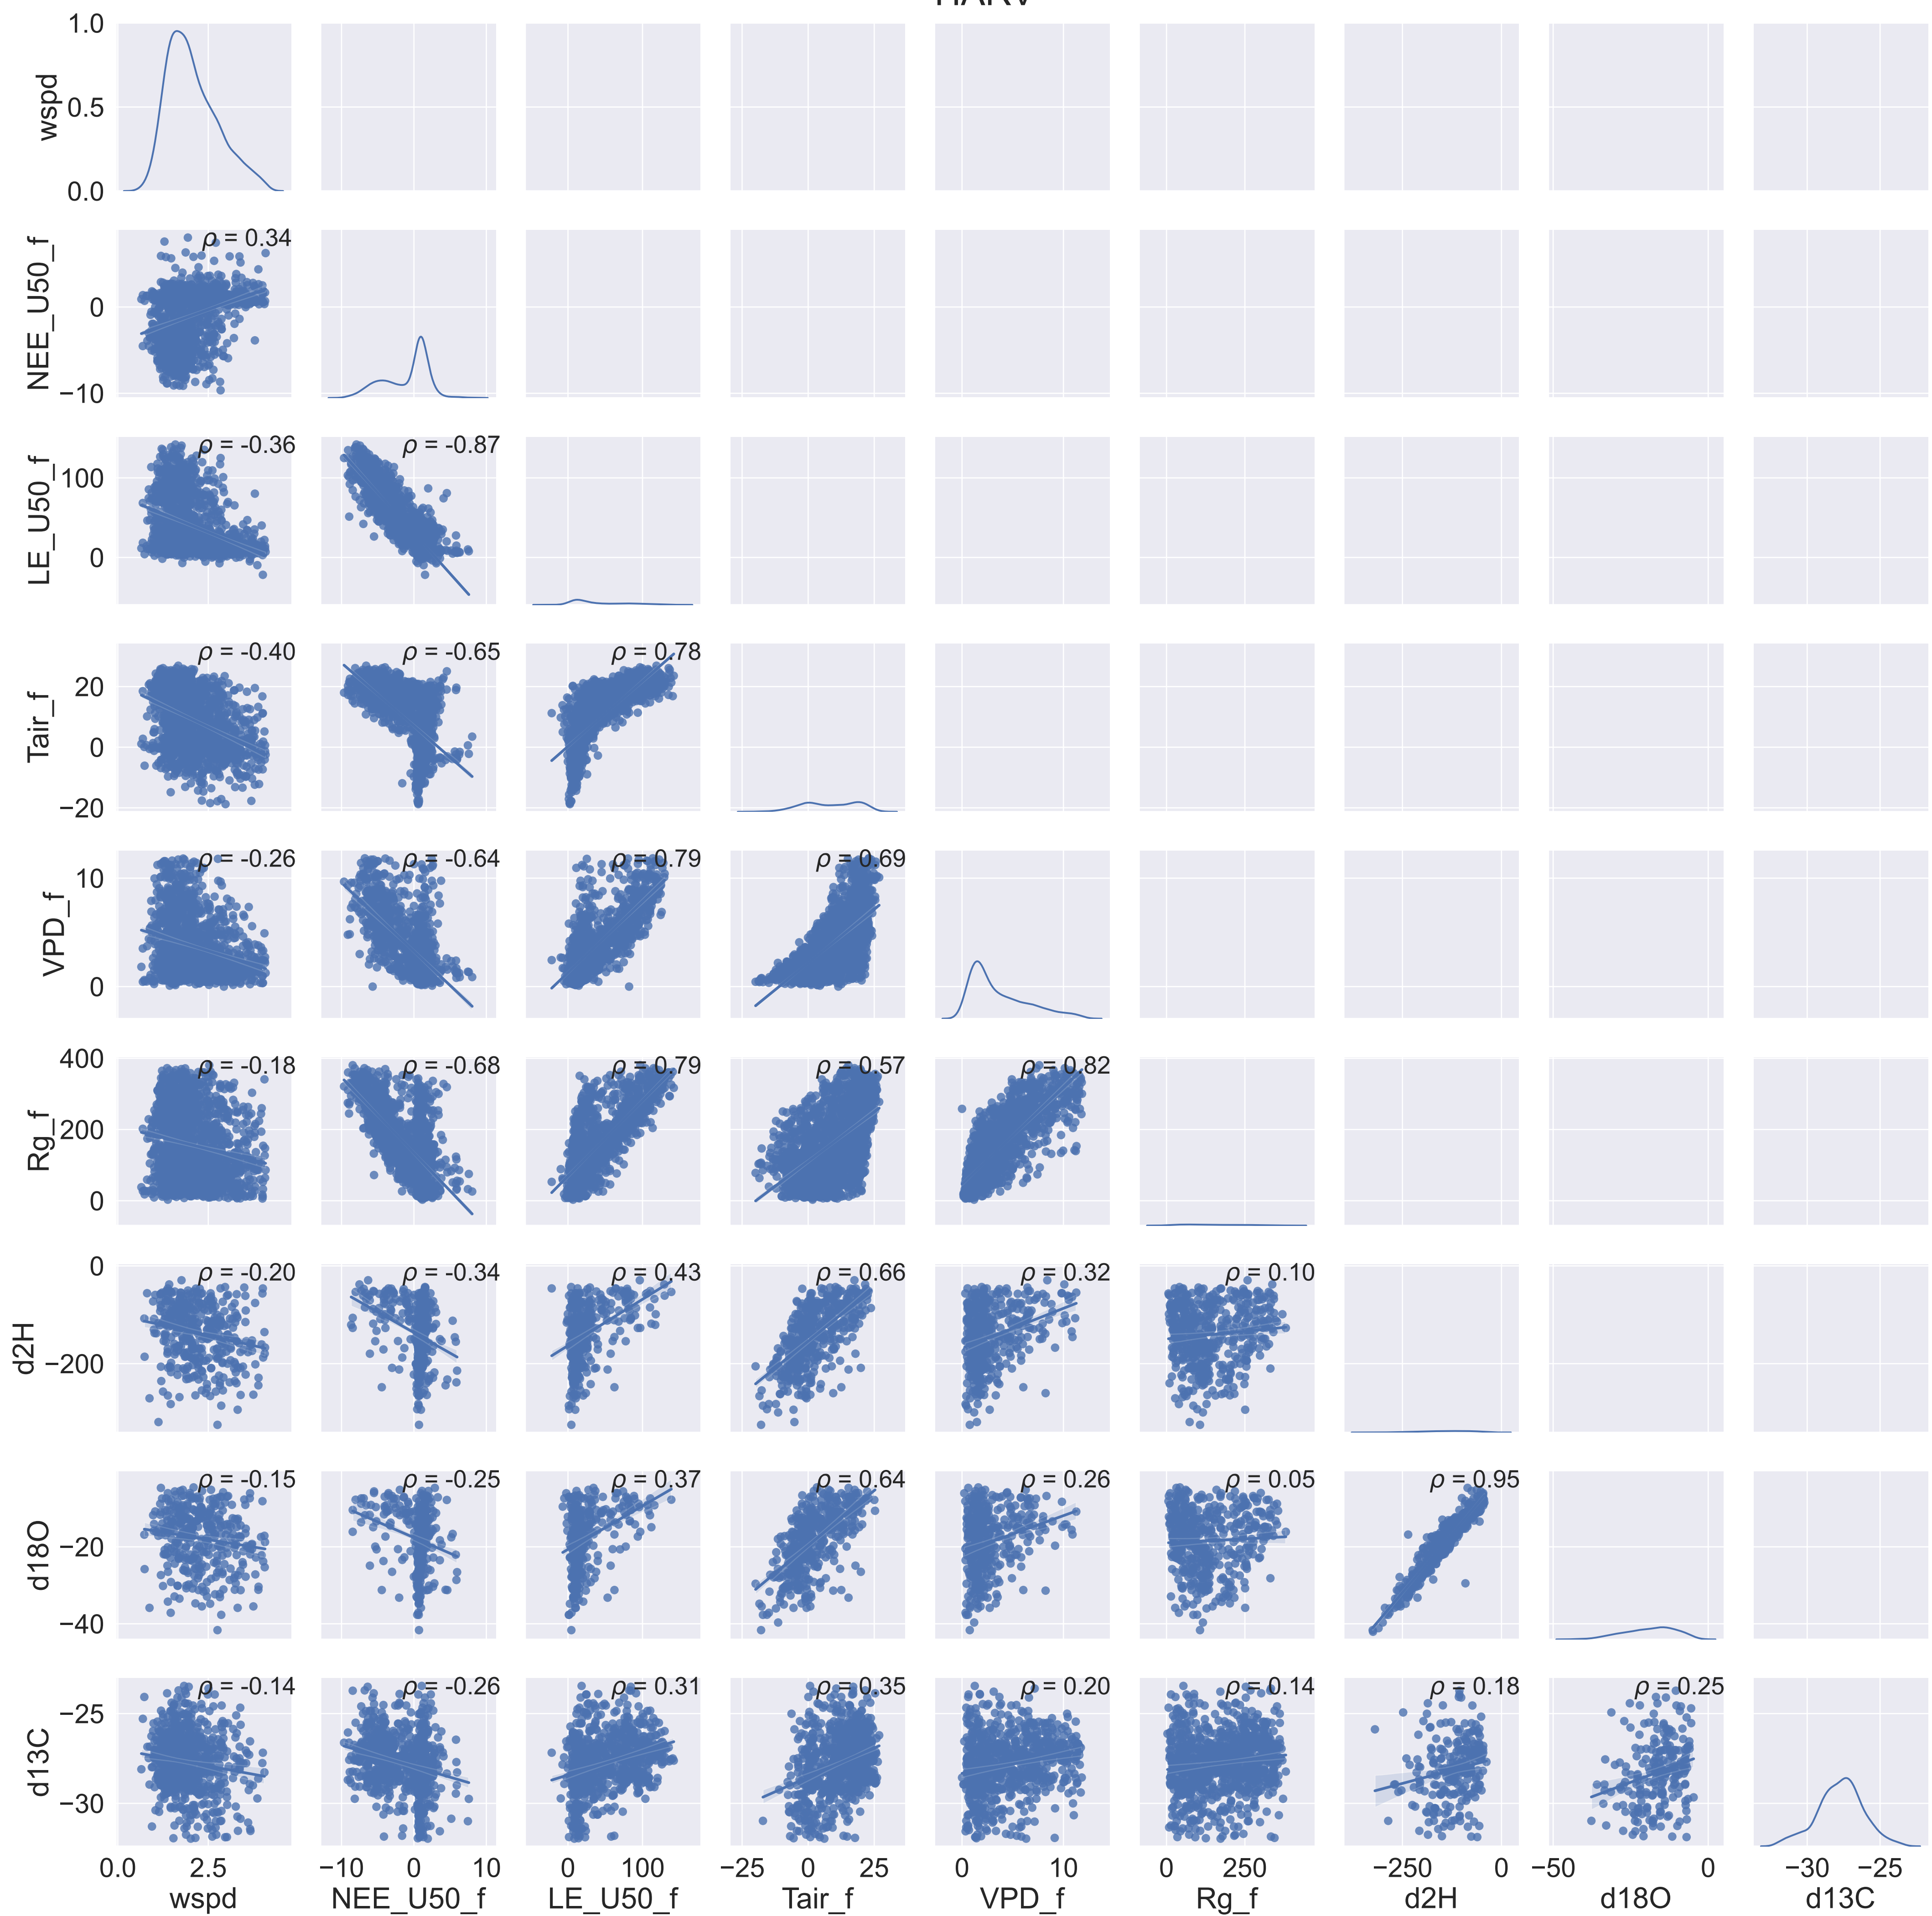 1.0
0.5
0.0
wspd
ρ = 0.34
0
−10
NEE_U50_f
ρ = -0.36
ρ = -0.87
100
0
LE_U50_f
ρ = -0.40
ρ = -0.65
ρ = 0.78
20
0
−20
Tair_f
ρ = -0.26
ρ = -0.64
ρ = 0.79
ρ = 0.69
10
0
VPD_f
ρ = -0.18
ρ = -0.68
ρ = 0.79
ρ = 0.57
ρ = 0.82
400
200
0
Rg_f
ρ = -0.20
ρ = -0.34
ρ = 0.43
ρ = 0.66
ρ = 0.32
ρ = 0.10
0
−200
d2H
ρ = -0.15
ρ = -0.25
ρ = 0.37
ρ = 0.64
ρ = 0.26
ρ = 0.05
ρ = 0.95
−20
−40
d18O
ρ = -0.14
ρ = -0.26
ρ = 0.31
ρ = 0.35
ρ = 0.20
ρ = 0.14
ρ = 0.18
ρ = 0.25
−25
−30
d13C
0.0 2.5
−10 0 10
0 100
−25 0 25
0 10
0 250
−250 0
−50 0
−30 −25
wspd
NEE_U50_f
LE_U50_f
Tair_f
VPD_f
Rg_f
d2H
d18O
d13C